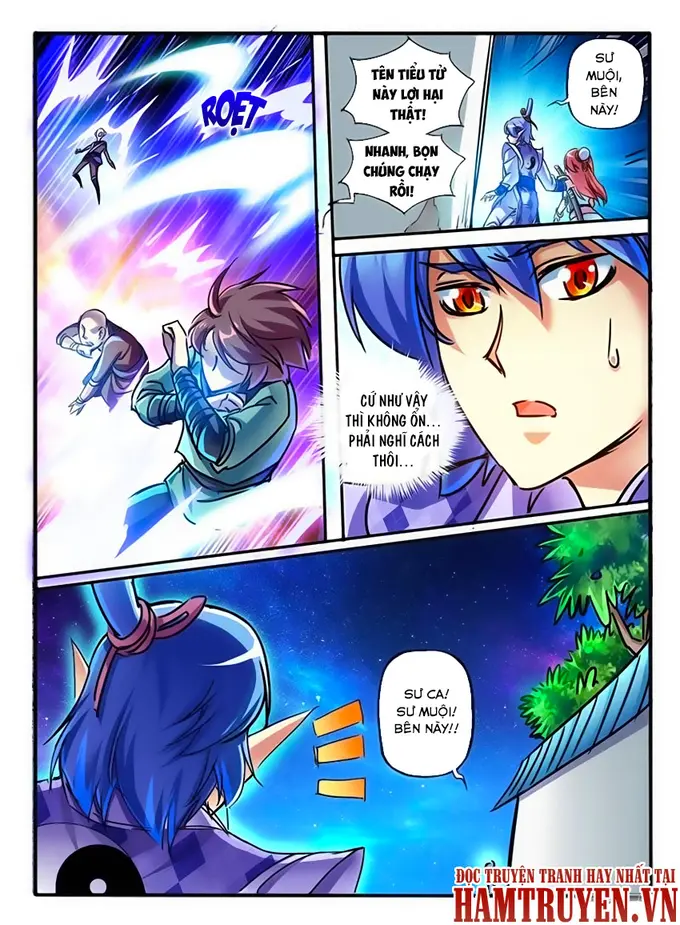 ROẸT
TÊN TIỂU TỬ
NÀY LỢI HẠI
THẬT!
NHANH, BỌN
CHÚNG CHẠY
RỒI!
SƯ
MUỘI,
BÊN
NÀY!
CỨ NHƯ VẬY
THÌ KHÔNG ỔN...
PHẢI NGHĨ CÁCH
THÔI...
SƯ CA!
SƯ MUỘI!
BÊN NÀY!!
ĐỌC TRUYỆN TRANH HAY NHẤT TẠI
HAMTRUYEN.VN